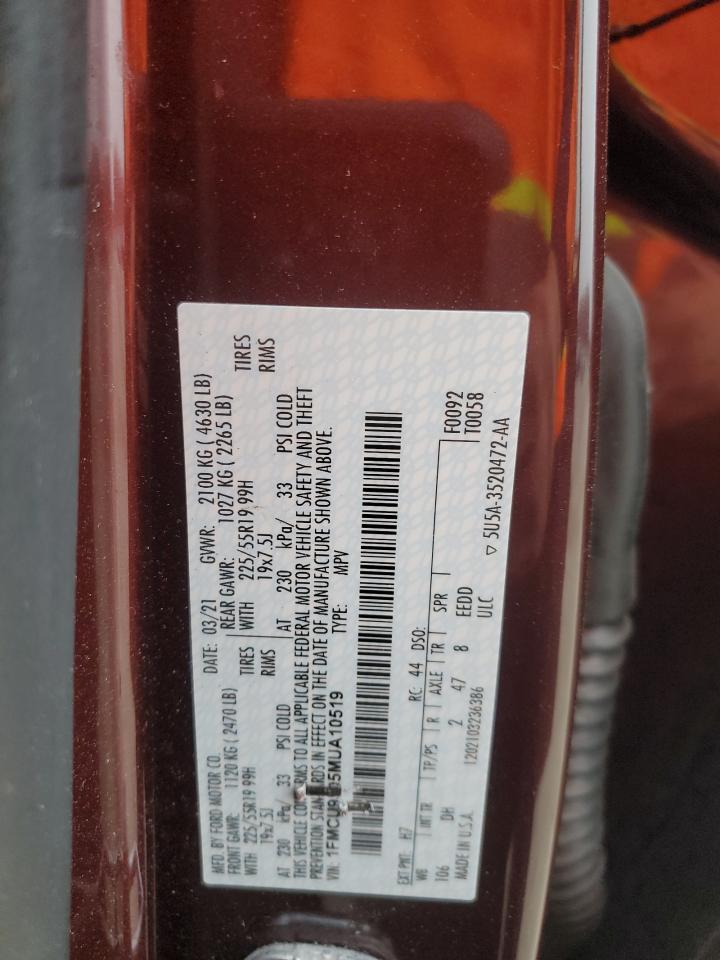 MFD. BY FORD MOTOR CO. DATE: 03/21 GVWR: 2100 KG ( 4630 LB)
FRONT GAWR: 1120 KG ( 2470 LB) REAR GAWR: 1027 KG ( 2265 LB)
WITH 225/55R19 99H TIRES WITH 225/55R19 99H TIRES
19x7.5J RIMS 19x7.5J RIMS
AT 230 kPa/ 33 PSI COLD AT 230 kPa/ 33 PSI COLD
THIS VEHICLE TO ALL APPLICABLE FEDERAL MOTOR VEHICLE SAFETY AND THEFT
PREVENTION IN EFFECT ON THE DATE OF MANUFACTURE SHOWN ABOVE.
VIN: TYPE: MPV
EXT PNT: H7 RC: 44 DSO: F0092
WB INT TR TP/PS R AXLE TR SPR T0058
106 DH 2 47 8 EEDD
MADE IN U.S.A. 1202103236386 ULC ▽ 5U5A-3520472-AA